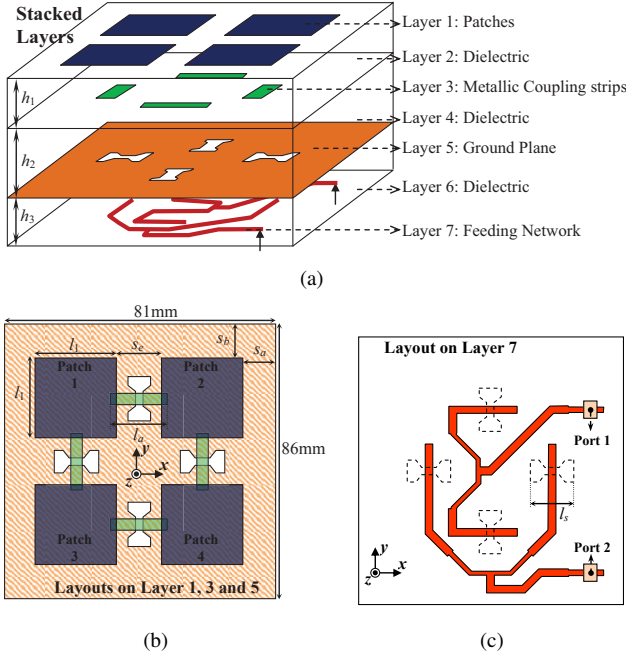 Stacked
Layers
Layer 1: Patches
Layer 2: Dielectric
Layer 3: Metallic Coupling strips
Layer 4: Dielectric
Layer 5: Ground Plane
Layer 6: Dielectric
Layer 7: Feeding Network
h1
h2
h3
(a)
81mm
l1
se
sb
sa
l1
Patch
1
Patch
2
la
y
z
x
86mm
Patch
3
Patch
4
Layouts on Layer 1, 3 and 5
(b)
Layout on Layer 7
Port 1
ls
Port 2
y
z
x
(c)